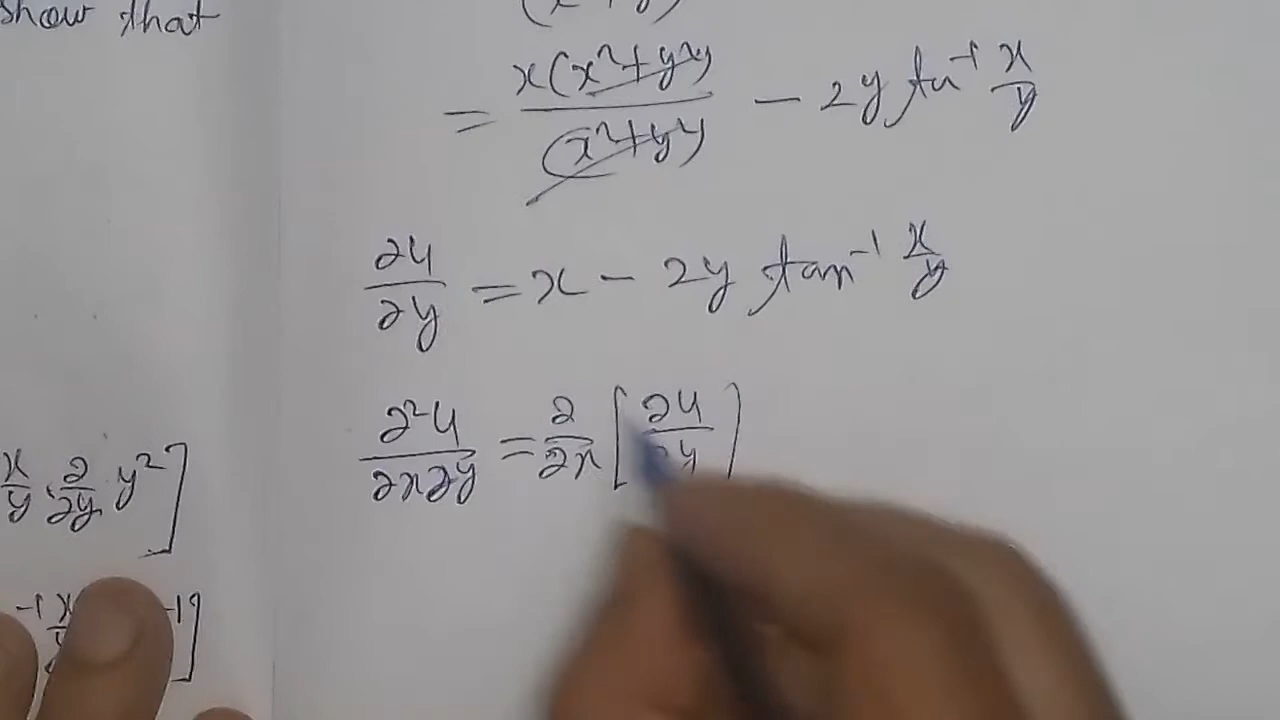 show that
= x(x²+y²) / (x²+y²) − 2y tan⁻¹ x/y
∂u/∂y = x − 2y tan⁻¹ x/y
∂²u/∂x∂y = ∂/∂x [∂u/∂y]
x/y · ∂/∂y y²]